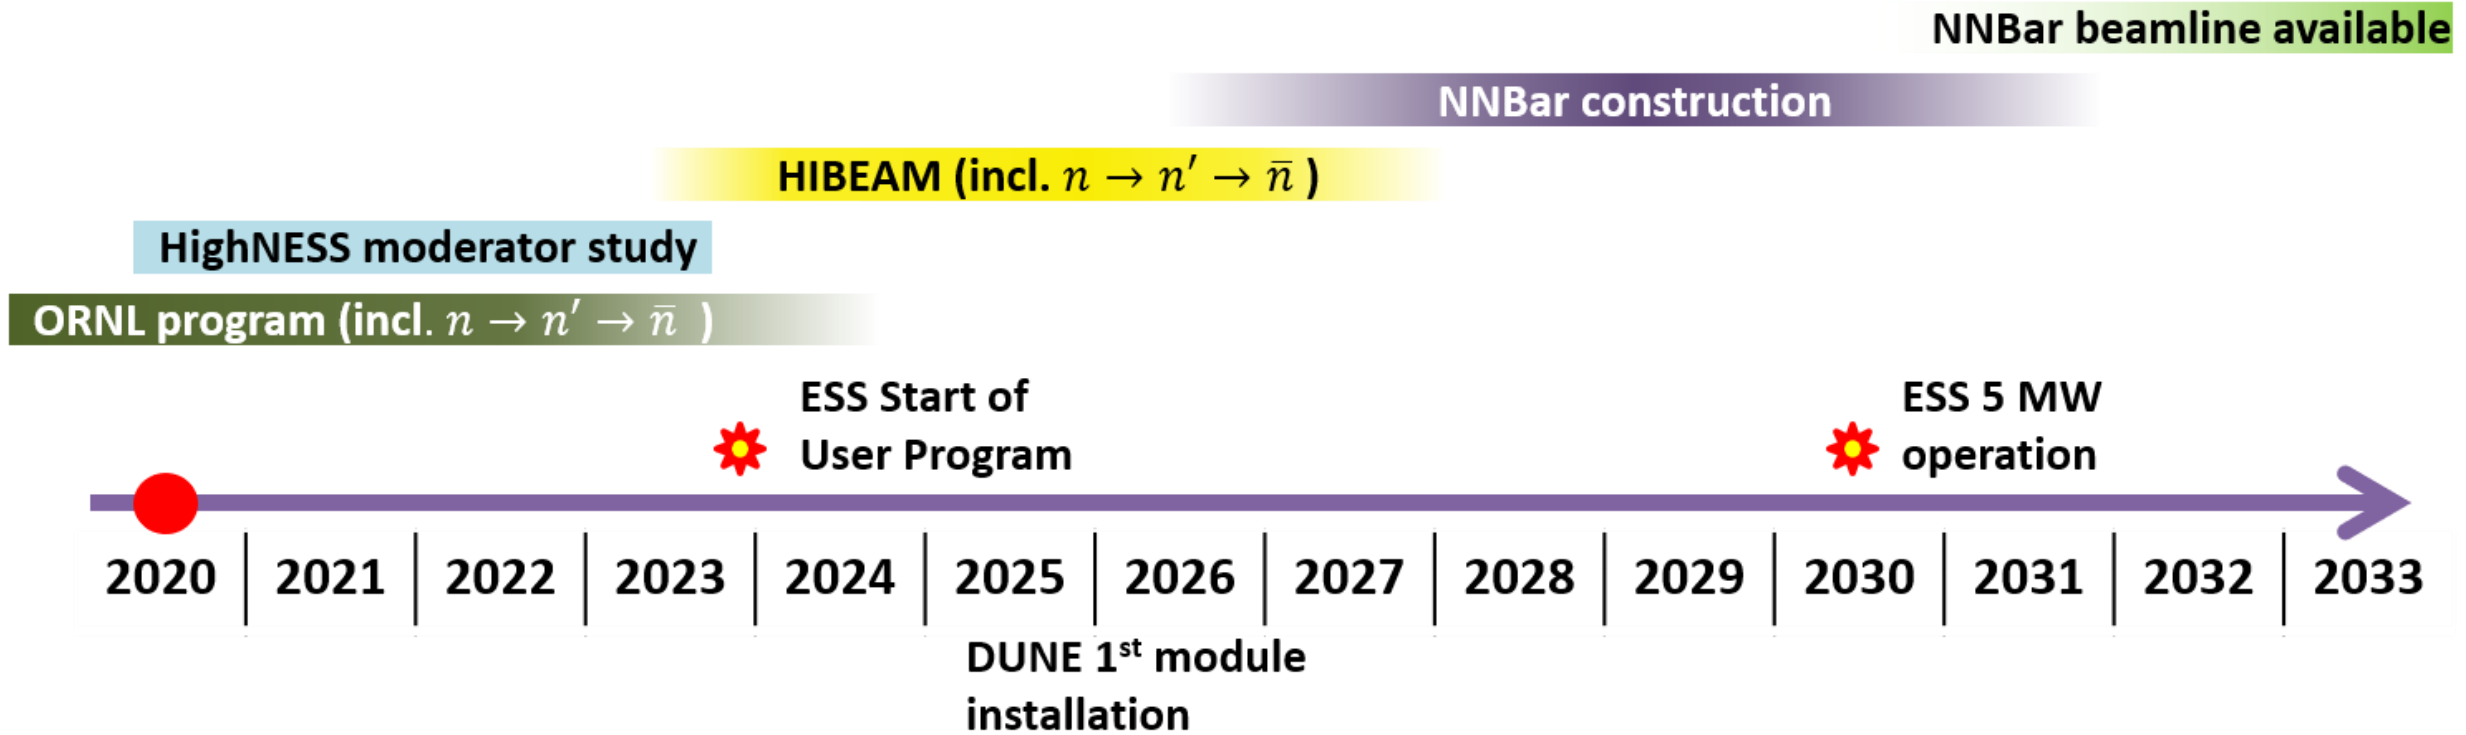 NNBar beamline available
NNBar construction
HIBEAM (incl. n → n′ → n̅ )
HighNESS moderator study
ORNL program (incl. n → n′ → n̅ )
ESS Start of
User Program
ESS 5 MW
operation
2020 2021 2022 2023 2024 2025 2026 2027 2028 2029 2030 2031 2032 2033
DUNE 1st module
installation